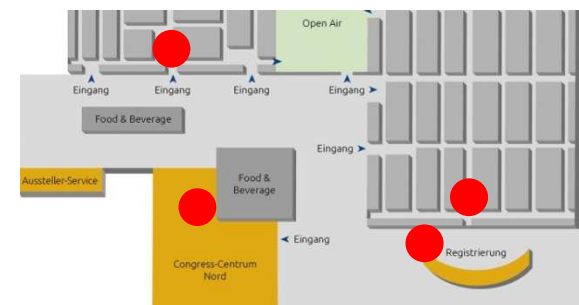 Open Air
Eingang
Eingang
Eingang
Eingang
Food & Beverage
Eingang
Aussteller-Service
Food &
Beverage
Eingang
Congress-Centrum
Nord
Registrierung